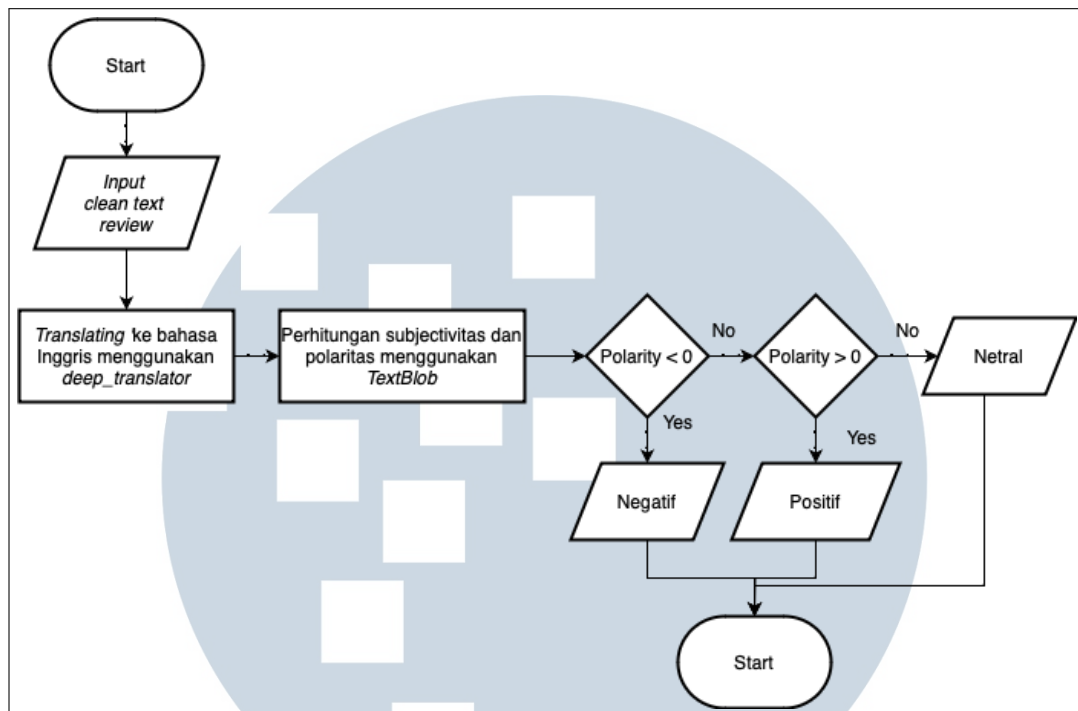 Start
Input
clean text
review
Translating ke bahasa
Inggris menggunakan
deep_translator
Perhitungan subjectivitas dan
polaritas menggunakan
TextBlob
Polarity < 0
No
Polarity > 0
No
Netral
Yes
Yes
Negatif
Positif
Start